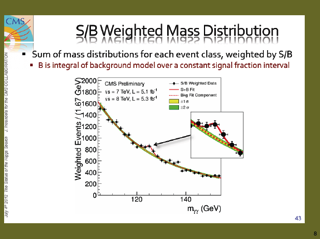 CMS
S/B Weighted Mass Distribution
Sum of mass distributions for each event class, weighted by S/B
B is integral of background model over a constant signal fraction interval
Weighted Events / (1.67 GeV)
2000
1800
1600
1400
1200
1000
800
600
400
200
0
CMS Preliminary
√s = 7 TeV, L = 5.1 fb⁻¹
√s = 8 TeV, L = 5.3 fb⁻¹
S/B Weighted Data
S+B Fit
Bkg Fit Component
±1 σ
±2 σ
120
140
mγγ (GeV)
41